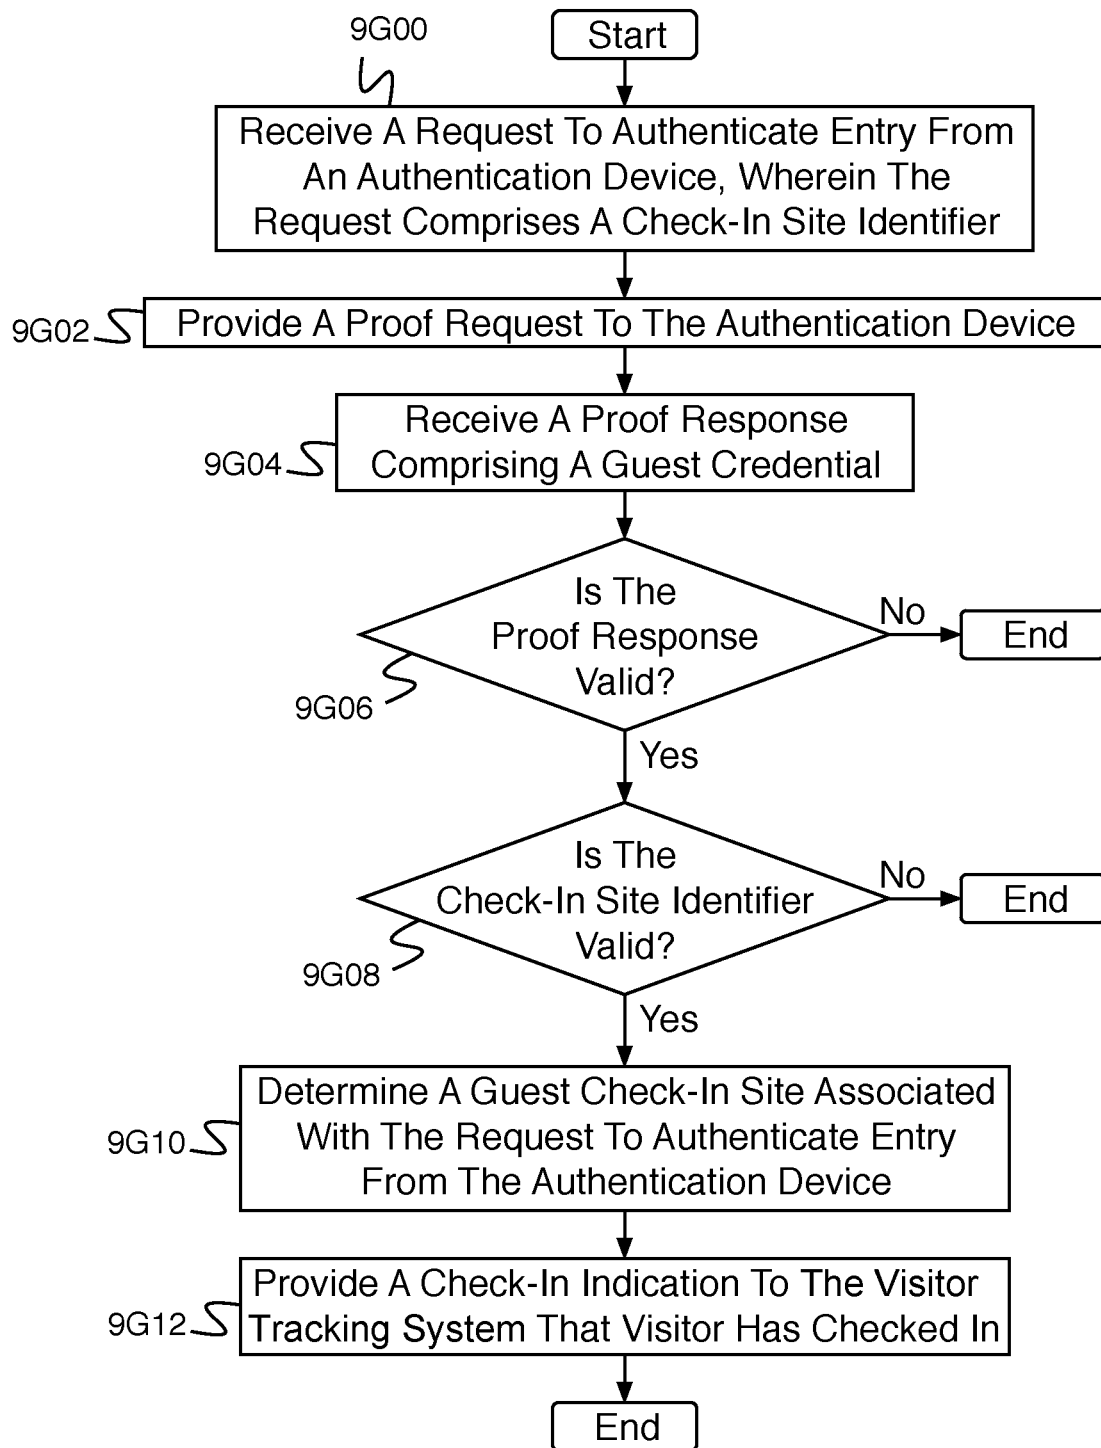 9G00
Start
Receive A Request To Authenticate Entry From
An Authentication Device, Wherein The
Request Comprises A Check-In Site Identifier
9G02
Provide A Proof Request To The Authentication Device
Receive A Proof Response
Comprising A Guest Credential
9G04
Is The
Proof Response
Valid?
No
End
9G06
Yes
Is The
Check-In Site Identifier
Valid?
No
End
9G08
Yes
Determine A Guest Check-In Site Associated
With The Request To Authenticate Entry
From The Authentication Device
9G10
Provide A Check-In Indication To The Visitor
Tracking System That Visitor Has Checked In
9G12
End